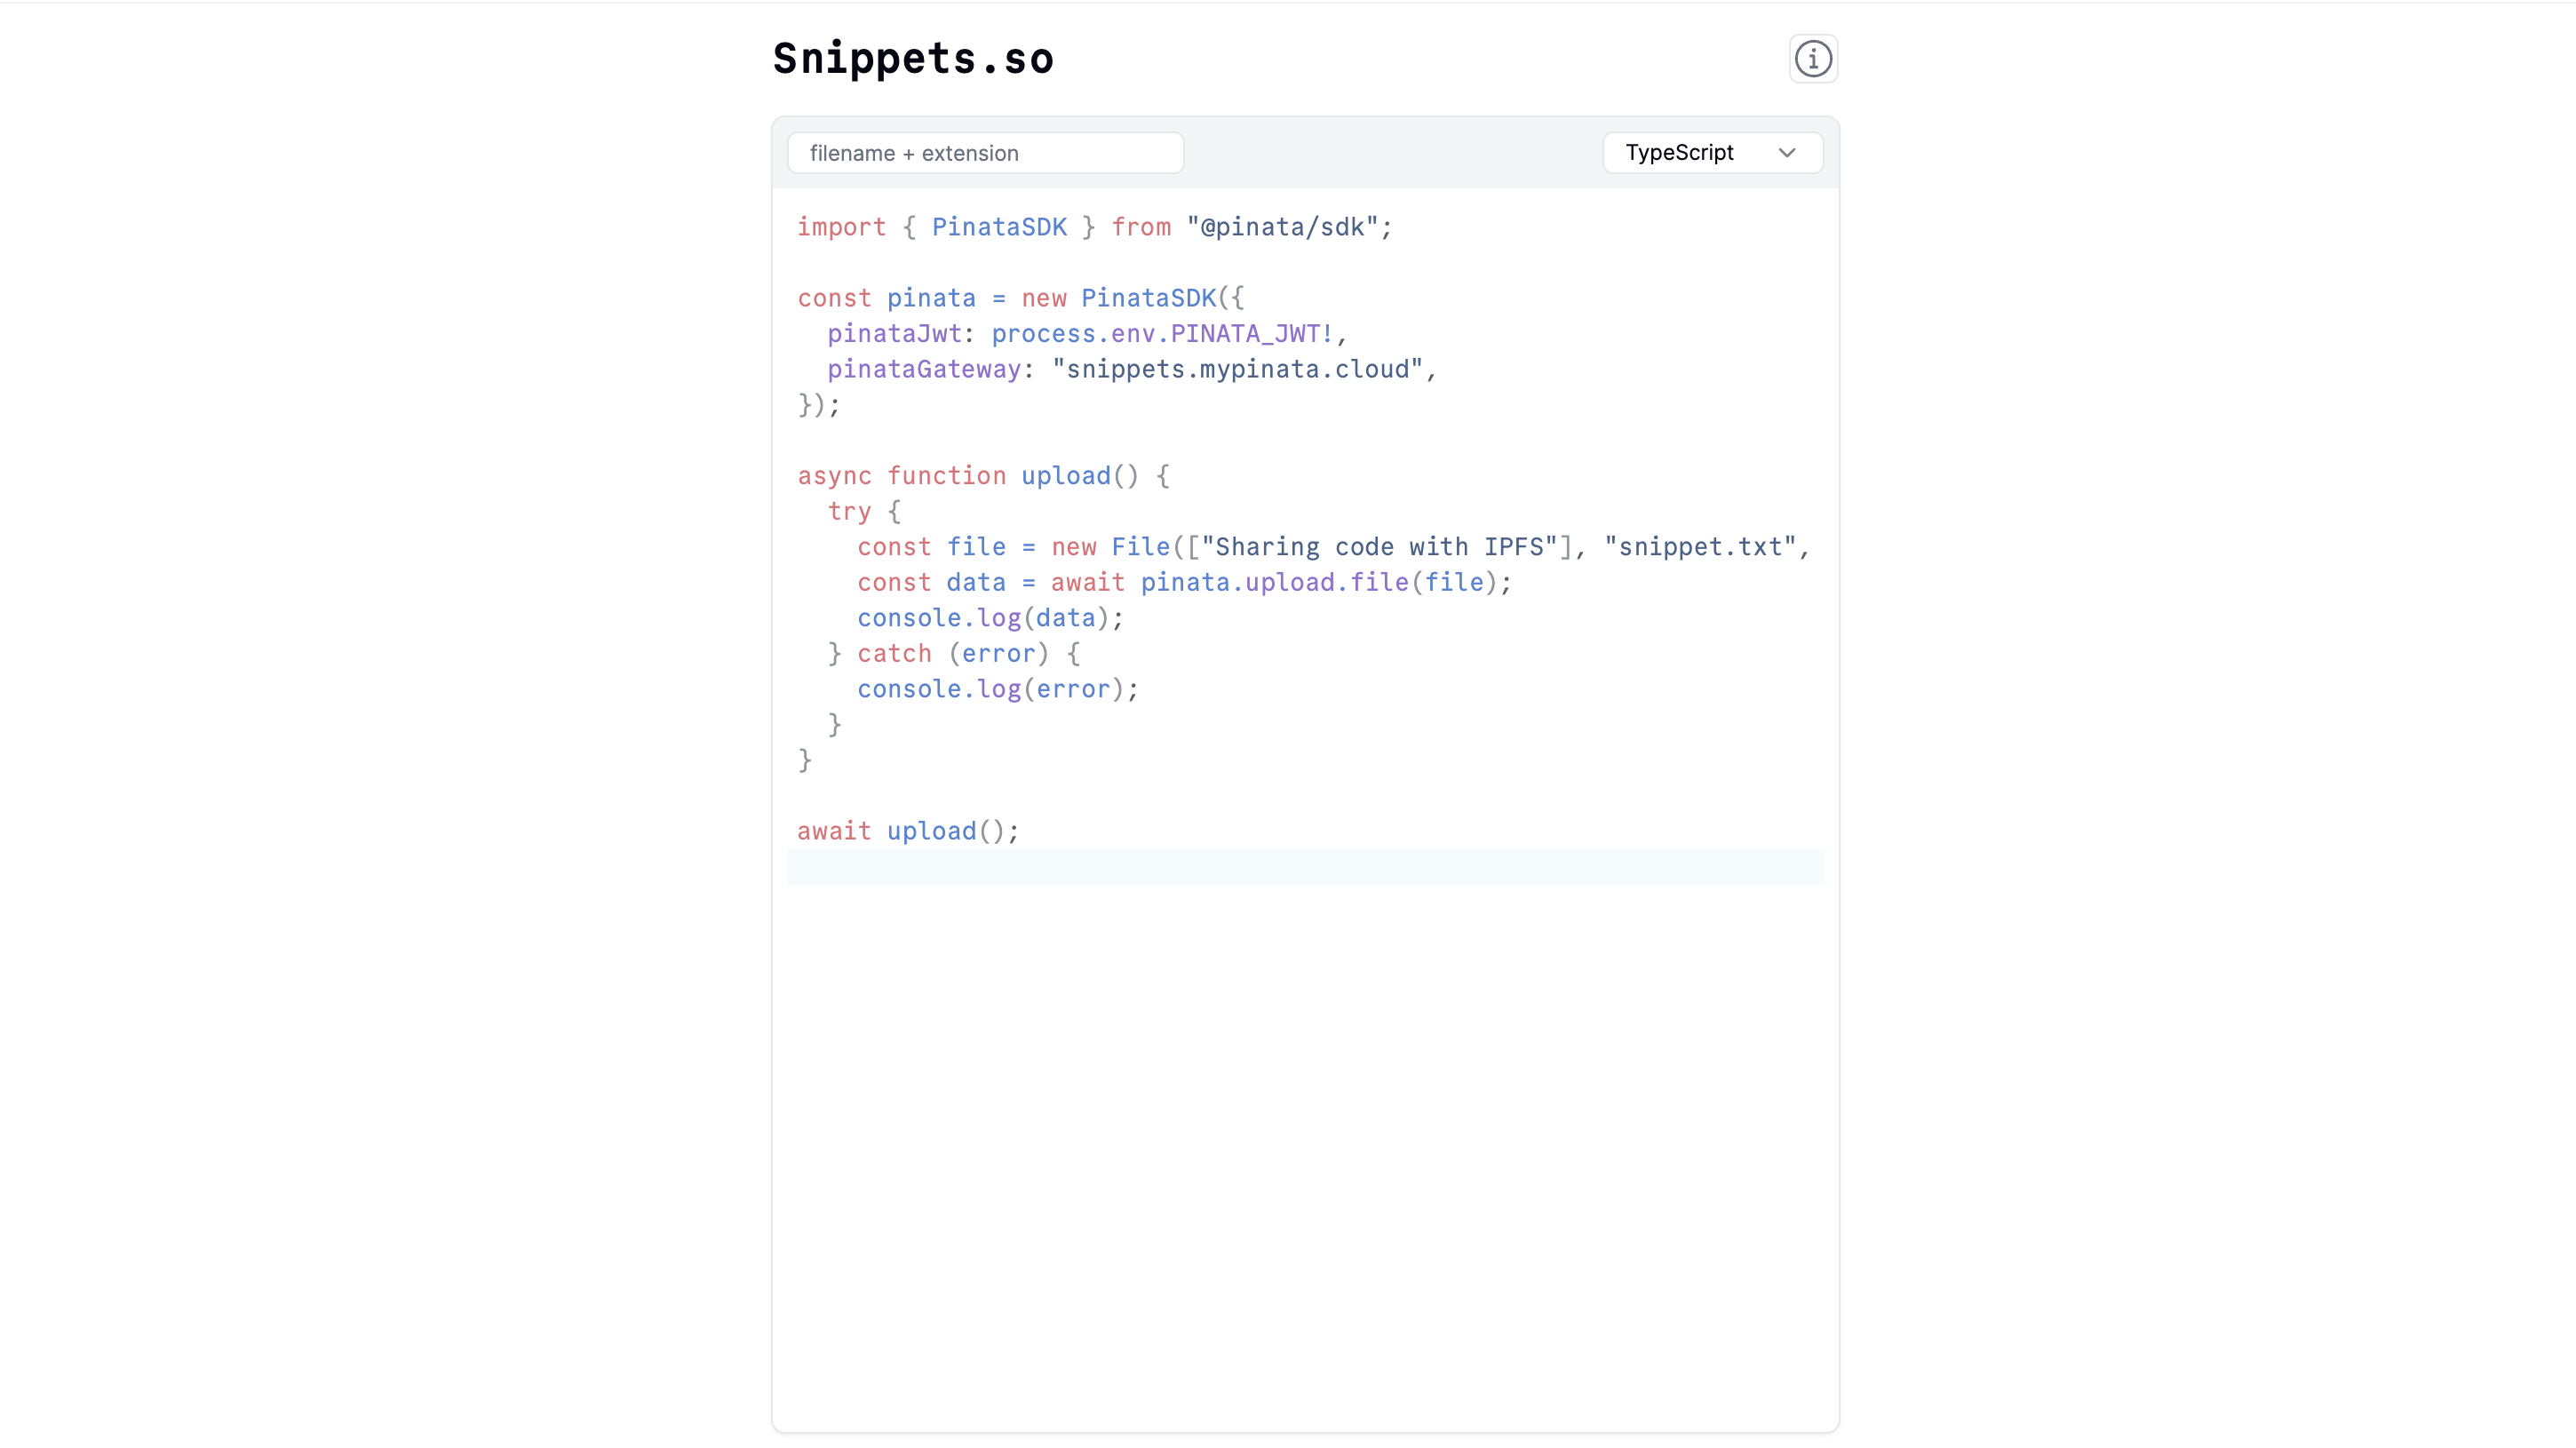 Snippets.so
filename + extension
TypeScript
import { PinataSDK } from "@pinata/sdk";
const pinata = new PinataSDK({
  pinataJwt: process.env.PINATA_JWT!,
  pinataGateway: "snippets.mypinata.cloud",
});
async function upload() {
  try {
    const file = new File(["Sharing code with IPFS"], "snippet.txt",
    const data = await pinata.upload.file(file);
    console.log(data);
  } catch (error) {
    console.log(error);
  }
}
await upload();